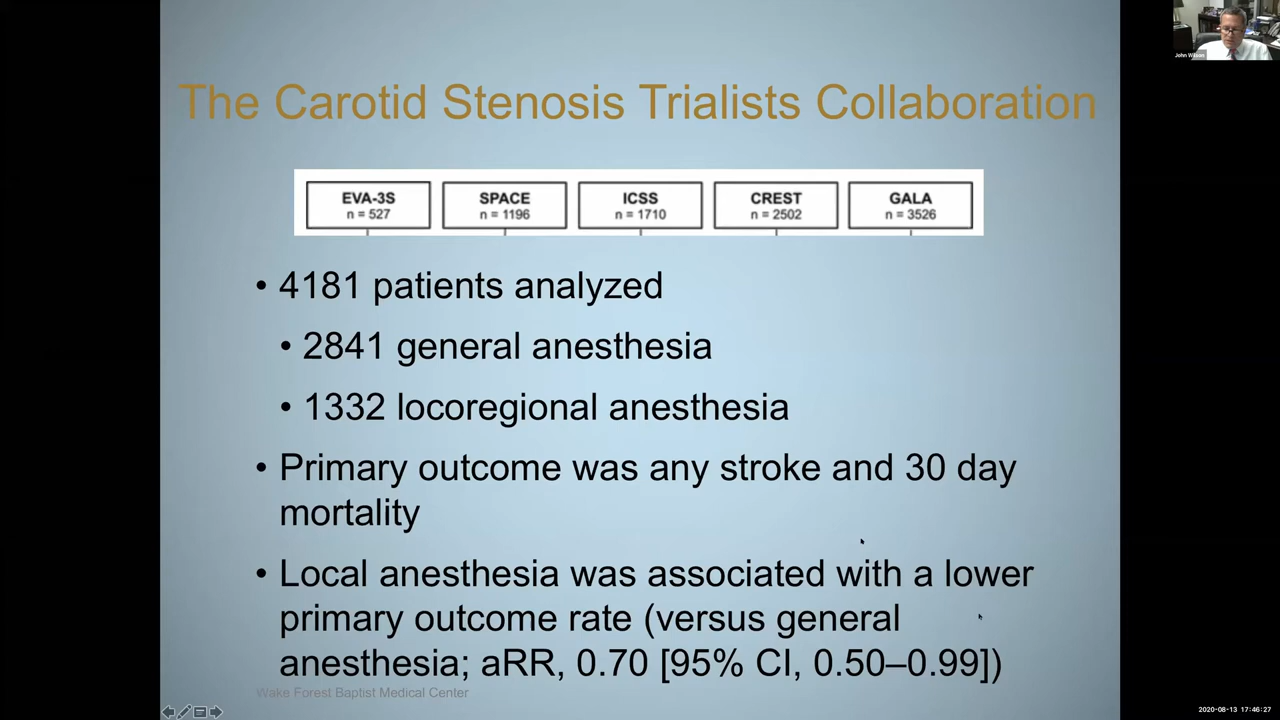 John Wilson
The Carotid Stenosis Trialists Collaboration
EVA-3S
n = 527
SPACE
n = 1196
ICSS
n = 1710
CREST
n = 2502
GALA
n = 3526
• 4181 patients analyzed
• 2841 general anesthesia
• 1332 locoregional anesthesia
• Primary outcome was any stroke and 30 day
mortality
• Local anesthesia was associated with a lower
primary outcome rate (versus general
anesthesia; aRR, 0.70 [95% CI, 0.50–0.99])
Wake Forest Baptist Medical Center
2020-08-13 17:46:27